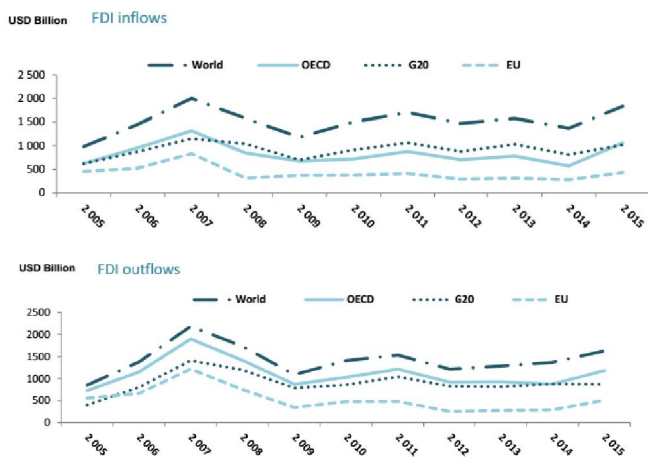 USD Billion FDI inflows
World OECD G20 EU
2 500
2 000
1 500
1 000
500
0
2 005 2 006 2 007 2 008 2 009 2 010 2 011 2 012 2 013 2 014 2 015
USD Billion FDI outflows
World OECD G20 EU
2500
2000
1500
1000
500
0
2 005 2 006 2 007 2 008 2 009 2 010 2 011 2 012 2 013 2 014 2 015